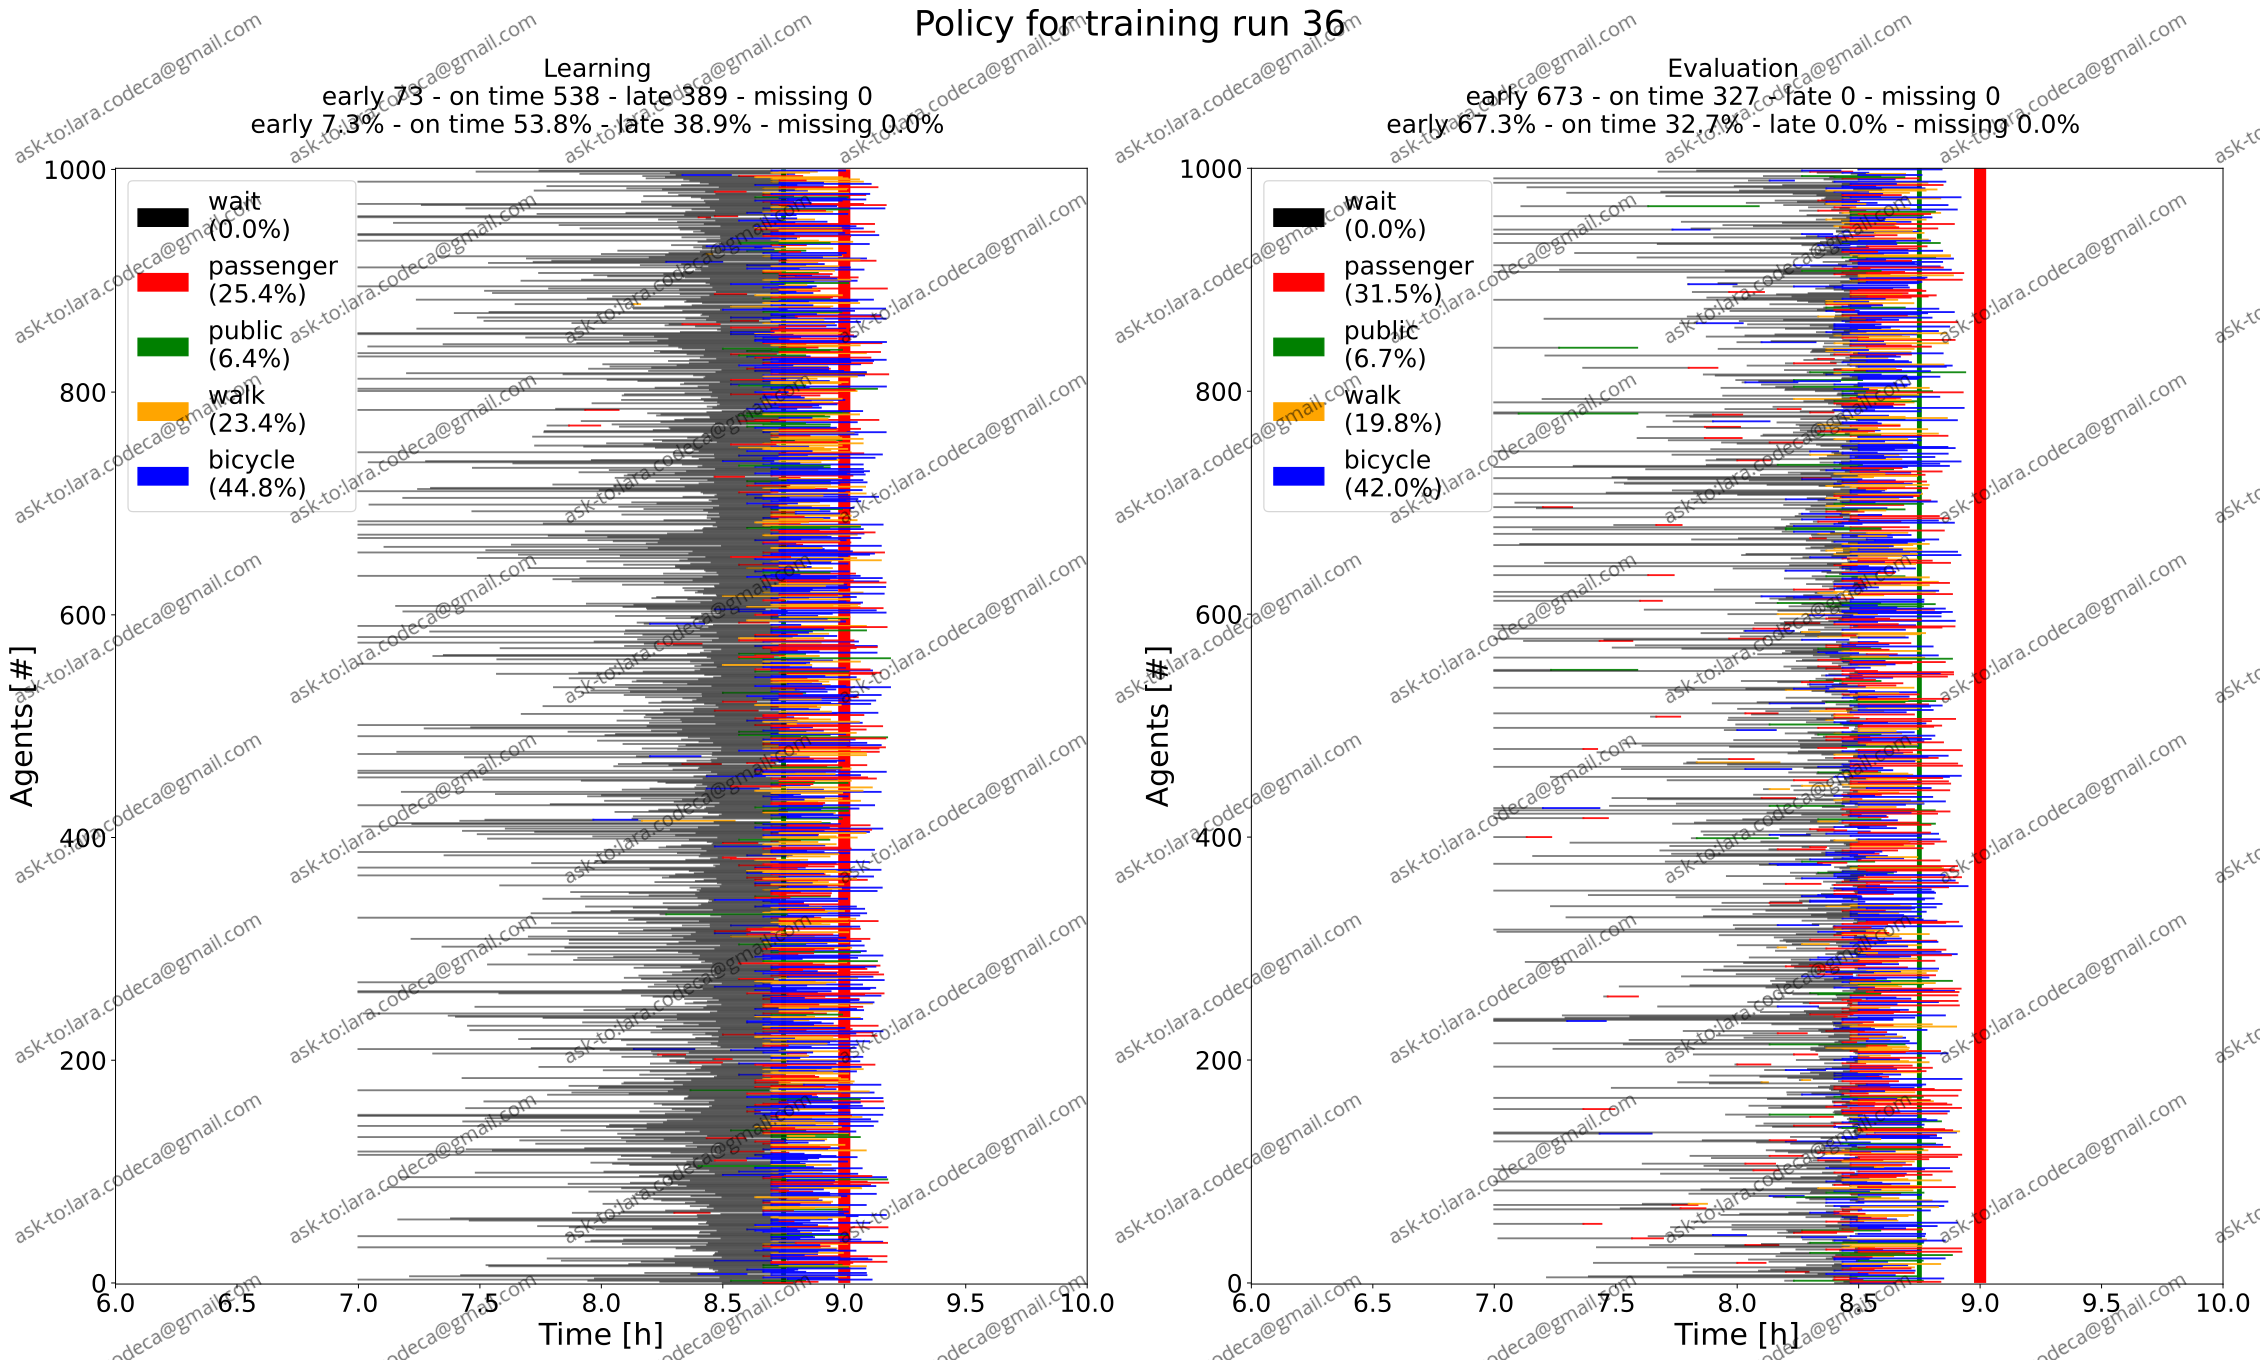 Policy for training run 36
Learning
early 73 - on time 538 - late 389 - missing 0
early 7.3% - on time 53.8% - late 38.9% - missing 0.0%
1000
800
600
400
200
0
wait
(0.0%)
passenger
(25.4%)
public
(6.4%)
walk
(23.4%)
bicycle
(44.8%)
Agents [#]
6.0 6.5 7.0 7.5 8.0 8.5 9.0 9.5 10.0
Time [h]
Evaluation
early 673 - on time 327 - late 0 - missing 0
early 67.3% - on time 32.7% - late 0.0% - missing 0.0%
1000
800
600
400
200
0
wait
(0.0%)
passenger
(31.5%)
public
(6.7%)
walk
(19.8%)
bicycle
(42.0%)
Agents [#]
6.0 6.5 7.0 7.5 8.0 8.5 9.0 9.5 10.0
Time [h]
ask-to:lara.codeca@gmail.com